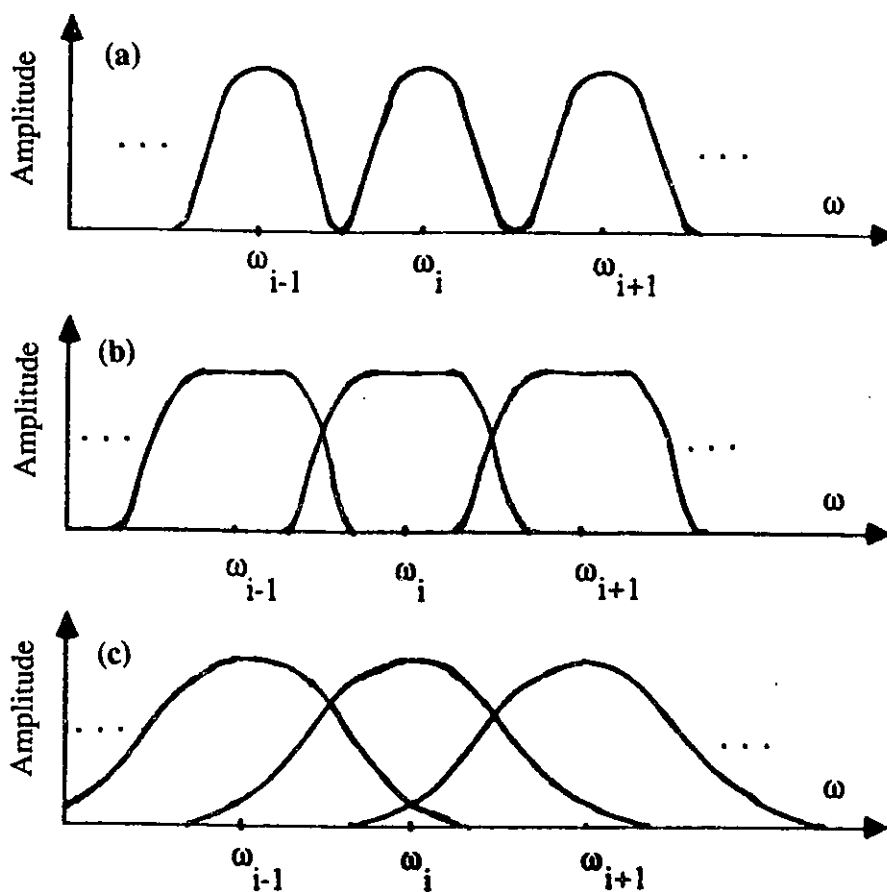 Amplitude
(a)
. . .
. . .
ω
ω_{i-1} ω_i ω_{i+1}
Amplitude
(b)
. . .
. . .
ω
ω_{i-1} ω_i ω_{i+1}
Amplitude
(c)
. . .
. . .
ω
ω_{i-1} ω_i ω_{i+1}